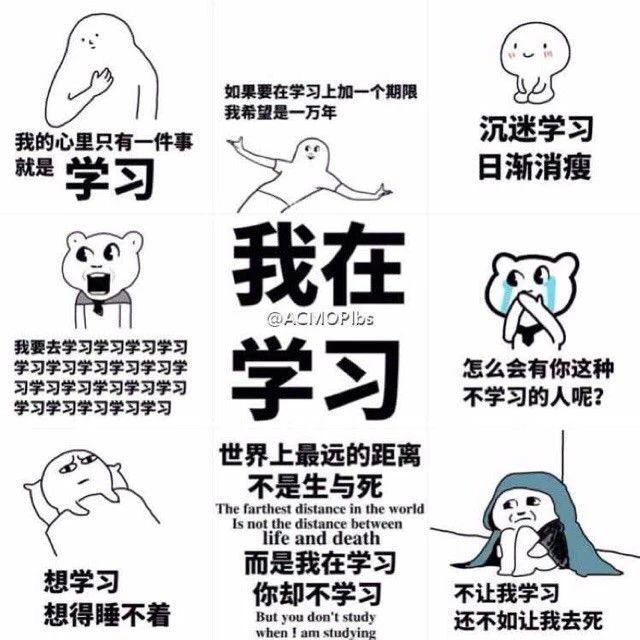 我的心里只有一件事
就是 学习
如果要在学习上加一个期限
我希望是一万年
沉迷学习
日渐消瘦
我要去学习学习学习学习
学习学习学习学习学习学
习学习学习学习学习学习
学习学习学习学习学习
我在
@ACMOPlbs
学习
怎么会有你这种
不学习的人呢?
想学习
想得睡不着
世界上最远的距离
不是生与死
The farthest distance in the world
Is not the distance between
life and death
而是我在学习
你却不学习
But you don't study
when I am studying
不让我学习
还不如让我去死